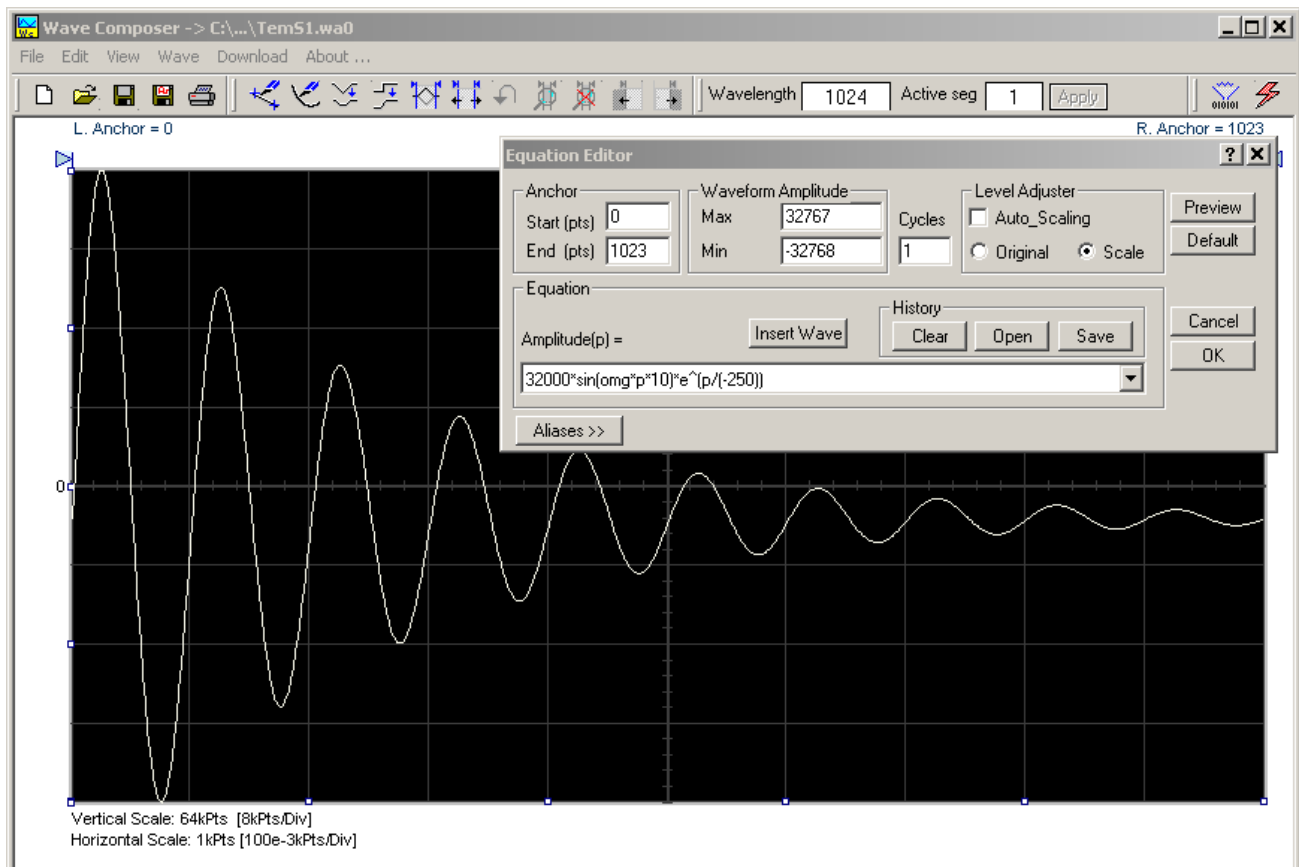 Wave Composer -> C:\...\TemS1.wa0
File Edit View Wave Download About ...
Wavelength 1024 Active seg 1 Apply
L. Anchor = 0
R. Anchor = 1023
Equation Editor
Anchor
Start (pts) 0
End (pts) 1023
Waveform Amplitude
Max 32767
Min -32768
Cycles
1
Level Adjuster
Auto_Scaling
Original Scale
Preview
Default
Equation
Amplitude(p) =
Insert Wave
History
Clear Open Save
32000*sin(omg*p*10)*e^(p/(-250))
Cancel
OK
Aliases >>
0
Vertical Scale: 64kPts [8kPts/Div]
Horizontal Scale: 1kPts [100e-3kPts/Div]